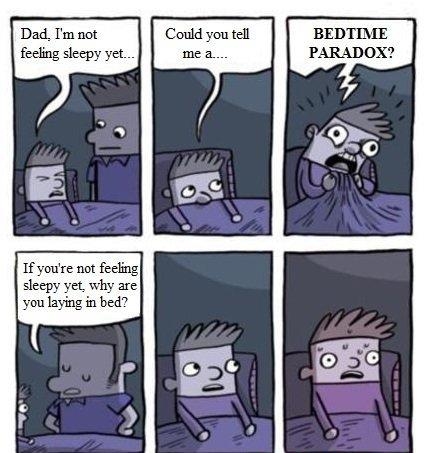 Dad, I'm not
feeling sleepy yet...
Could you tell
me a....
BEDTIME
PARADOX?
If you're not feeling
sleepy yet, why are
you laying in bed?